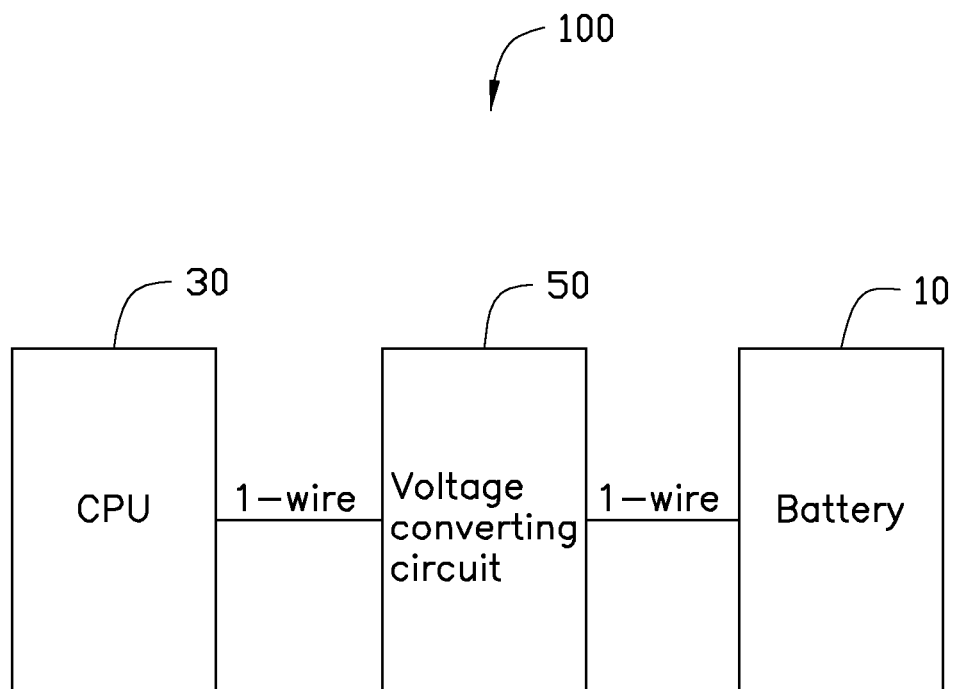 100
30
50
10
CPU
1-wire
Voltage
converting
circuit
1-wire
Battery